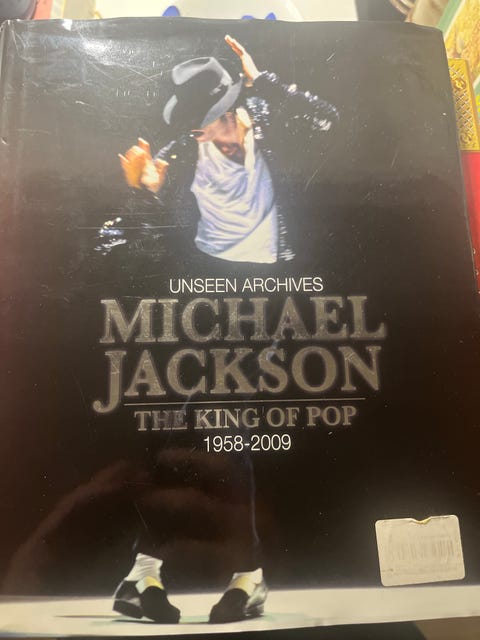 UNSEEN ARCHIVES
MICHAEL
JACKSON
THE KING OF POP
1958-2009